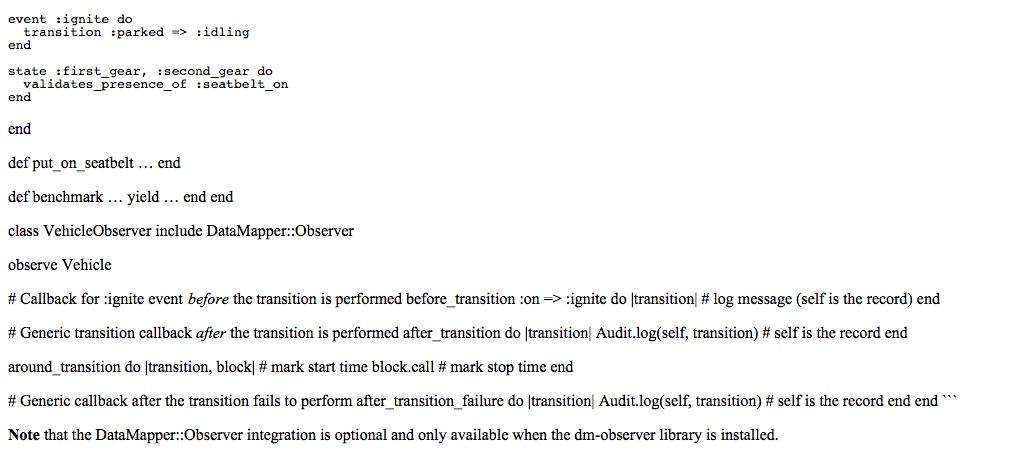 event :ignite do
  transition :parked => :idling
end
state :first_gear, :second_gear do
  validates_presence_of :seatbelt_on
end
end
def put_on_seatbelt … end
def benchmark … yield … end end
class VehicleObserver include DataMapper::Observer
observe Vehicle
# Callback for :ignite event before the transition is performed before_transition :on => :ignite do |transition| # log message (self is the record) end
# Generic transition callback after the transition is performed after_transition do |transition| Audit.log(self, transition) # self is the record end
around_transition do |transition, block| # mark start time block.call # mark stop time end
# Generic callback after the transition fails to perform after_transition_failure do |transition| Audit.log(self, transition) # self is the record end end ```
Note that the DataMapper::Observer integration is optional and only available when the dm-observer library is installed.